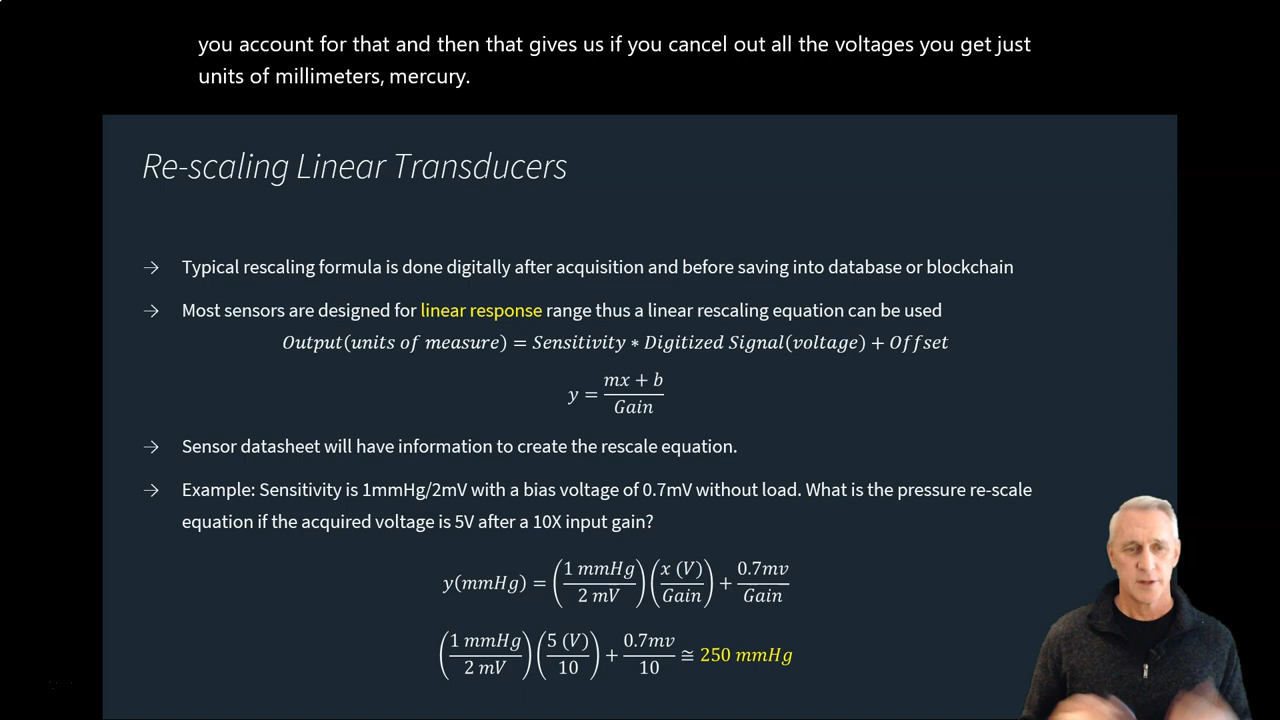 you account for that and then that gives us if you cancel out all the voltages you get just
units of millimeters, mercury.
Re-scaling Linear Transducers
→ Typical rescaling formula is done digitally after acquisition and before saving into database or blockchain
→ Most sensors are designed for linear response range thus a linear rescaling equation can be used
Output(units of measure) = Sensitivity ∗ Digitized Signal(voltage) + Offset
y = (mx + b)/Gain
→ Sensor datasheet will have information to create the rescale equation.
→ Example: Sensitivity is 1mmHg/2mV with a bias voltage of 0.7mV without load. What is the pressure re-scale
equation if the acquired voltage is 5V after a 10X input gain?
y(mmHg) = (1 mmHg/2 mV)(x (V)/Gain) + 0.7mv/Gain
(1 mmHg/2 mV)(5 (V)/10) + 0.7mv/10 ≅ 250 mmHg